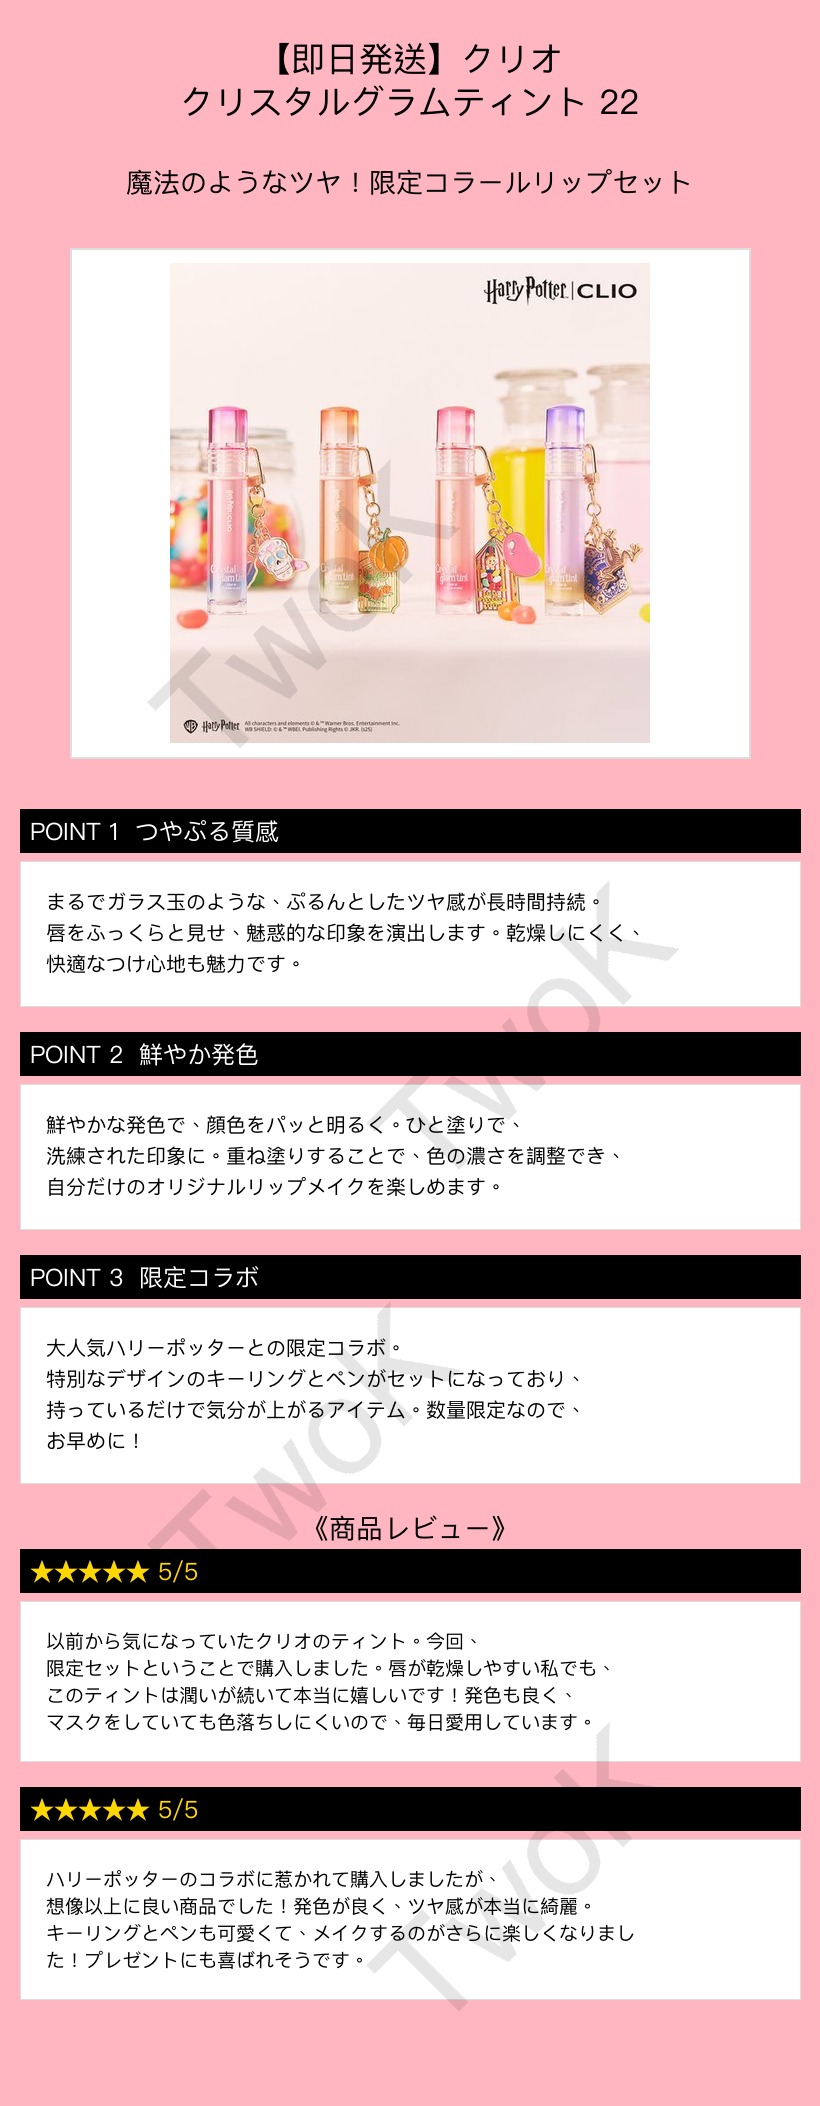 【即日発送】クリオ
クリスタルグラムティント 22
魔法のようなツヤ！限定コラールリップセット
Harry Potter | CLIO
Crystal glam tint
Crystal glam tint
Crystal glam tint
Crystal glam tint
Harry Potter All characters and elements © & ™ Warner Bros. Entertainment Inc.
WB SHIELD: © & ™ WBEI. Publishing Rights © JKR. (s25)
TwoK
POINT 1 つやぷる質感
まるでガラス玉のような、ぷるんとしたツヤ感が長時間持続。
唇をふっくらと見せ、魅惑的な印象を演出します。乾燥しにくく、
快適なつけ心地も魅力です。
TwoK
POINT 2 鮮やか発色
鮮やかな発色で、顔色をパッと明るく。ひと塗りで、
洗練された印象に。重ね塗りすることで、色の濃さを調整でき、
自分だけのオリジナルリップメイクを楽しめます。
POINT 3 限定コラボ
大人気ハリーポッターとの限定コラボ。
特別なデザインのキーリングとペンがセットになっており、
持っているだけで気分が上がるアイテム。数量限定なので、
お早めに！
TwoK
《商品レビュー》
★★★★★ 5/5
以前から気になっていたクリオのティント。今回、
限定セットということで購入しました。唇が乾燥しやすい私でも、
このティントは潤いが続いて本当に嬉しいです！発色も良く、
マスクをしていても色落ちしにくいので、毎日愛用しています。
★★★★★ 5/5
ハリーポッターのコラボに惹かれて購入しましたが、
想像以上に良い商品でした！発色が良く、ツヤ感が本当に綺麗。
キーリングとペンも可愛くて、メイクするのがさらに楽しくなりまし
た！プレゼントにも喜ばれそうです。
TwoK